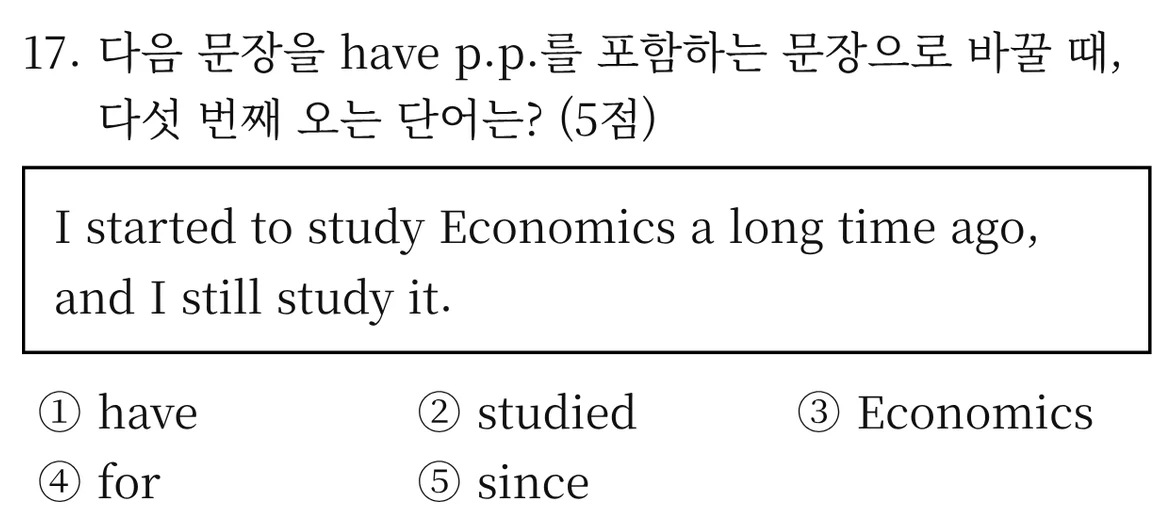 17. 다음 문장을 have p.p.를 포함하는 문장으로 바꿀 때,
다섯 번째 오는 단어는? (5점)
I started to study Economics a long time ago,
and I still study it.
① have ② studied ③ Economics
④ for ⑤ since